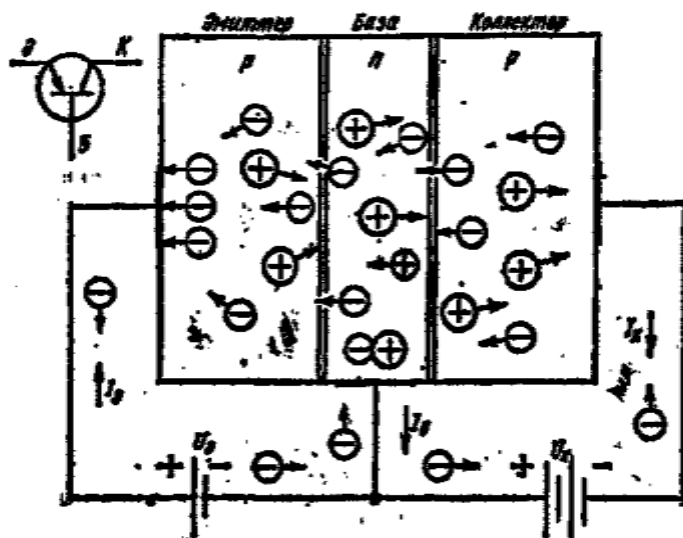 Эмиттер База Коллектор
Э К p n p
Б
Iэ Iб Iк
Uэ Uк